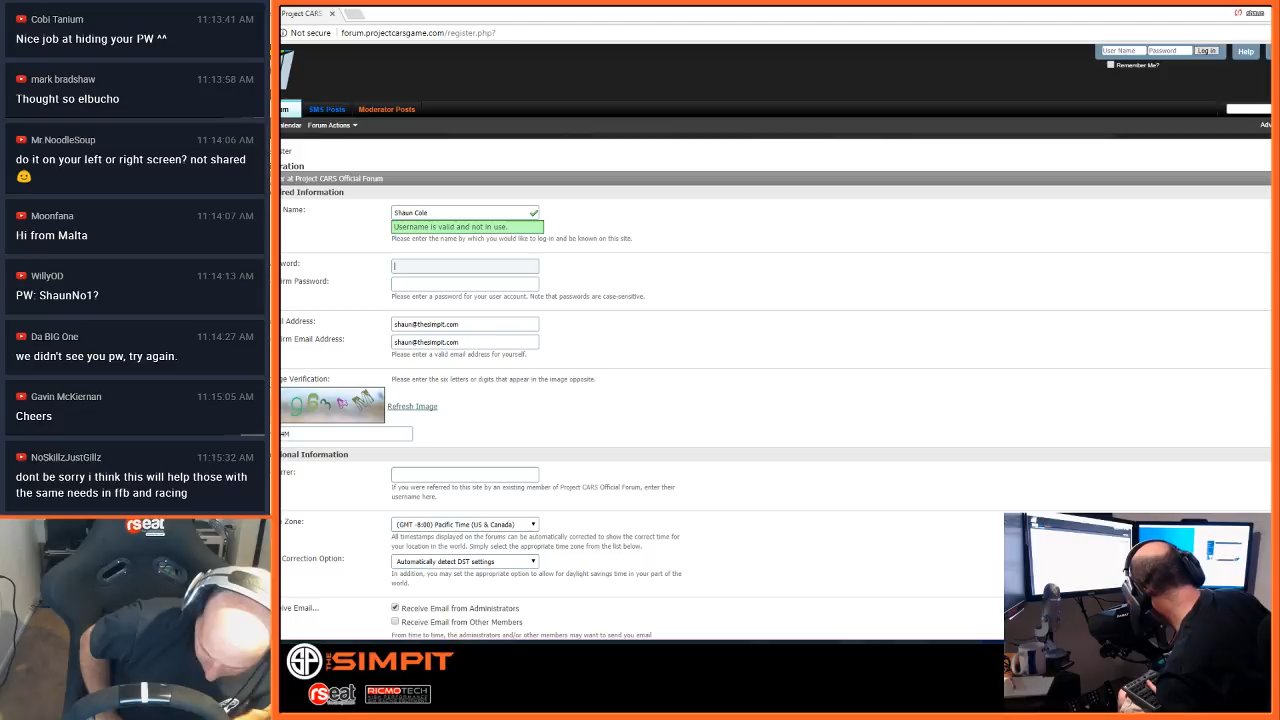 Cobi.Tanium 11:13:41 AM
Nice job at hiding your PW ^^
mark bradshaw 11:13:58 AM
Thought so elbucho
Mr.NoodleSoup 11:14:06 AM
do it on your left or right screen? not shared
Moonfana 11:14:07 AM
Hi from Malta
WillyOD 11:14:13 AM
PW: ShaunNo1?
Da BIG One 11:14:27 AM
we didn't see you pw, try again.
Gavin McKiernan 11:15:05 AM
Cheers
NoSkillzJustGillz 11:15:32 AM
dont be sorry i think this will help those with
the same needs in ffb and racing
rseat
Project CARS
shaun
Not secure forum.projectcarsgame.com/register.php?
User Name Password Log in Help
Remember Me?
um SMS Posts Moderator Posts
alendar Forum Actions Adv
ster
ration
er at Project CARS Official Forum
ired Information
Name: Shaun Cole
Username is valid and not in use.
Please enter the name by which you would like to log-in and be known on this site.
word:
irm Password:
Please enter a password for your user account. Note that passwords are case-sensitive.
il Address: shaun@thesimpit.com
irm Email Address: shaun@thesimpit.com
Please enter a valid email address for yourself.
ge Verification: Please enter the six letters or digits that appear in the image opposite.
Refresh Image
4M
ional Information
rrer:
If you were referred to this site by an existing member of Project CARS Official Forum, enter their
username here.
e Zone: (GMT -8:00) Pacific Time (US & Canada)
All timestamps displayed on the forums can be automatically corrected to show the correct time for
your location in the world. Simply select the appropriate time zone from the list below.
Correction Option: Automatically detect DST settings
In addition, you may set the appropriate option to allow for daylight savings time in your part of the
world.
ive Email... Receive Email from Administrators
Receive Email from Other Members
From time to time, the administrators and/or other members may want to send you email
SP THE SIMPIT
rseat RICMOTECH